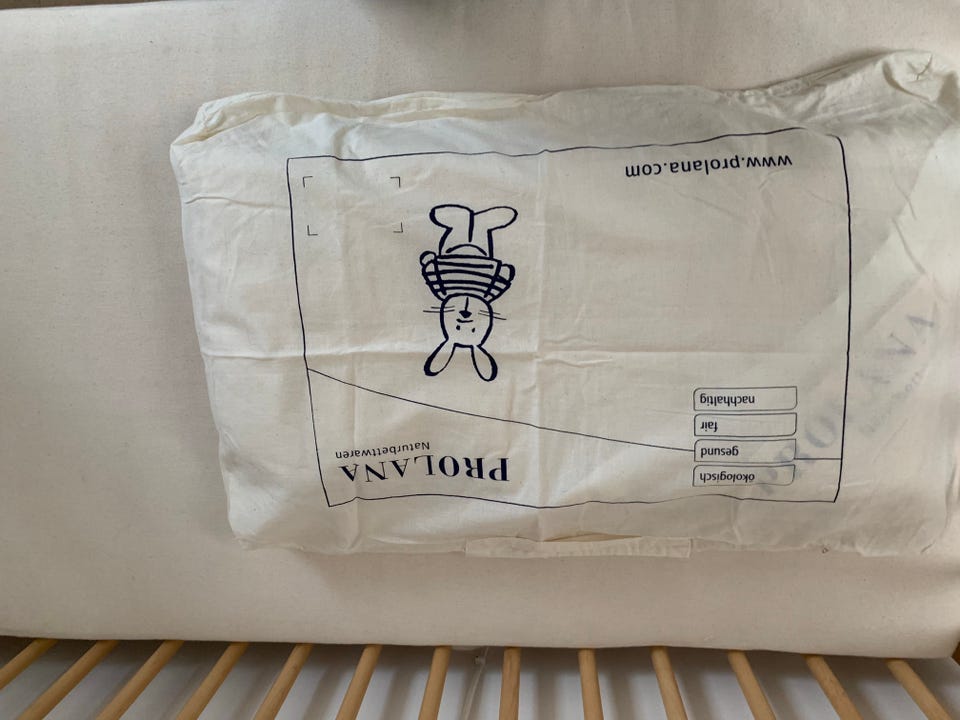 PROLANA
Naturbettwaren
ökologisch
gesund
fair
nachhaltig
www.prolana.com